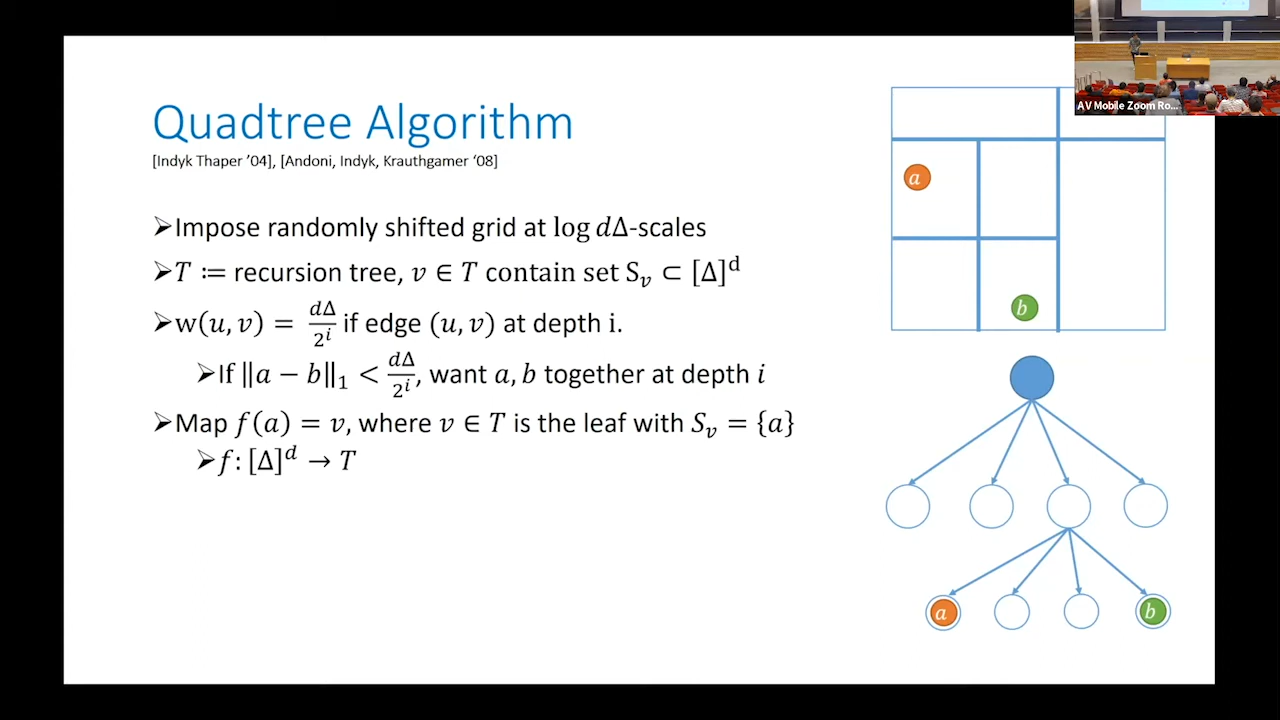 Quadtree Algorithm
[Indyk Thaper ’04], [Andoni, Indyk, Krauthgamer ‘08]
➢Impose randomly shifted grid at log dΔ-scales
➢T ≔ recursion tree, v ∈ T contain set S_v ⊂ [Δ]^d
➢w(u, v) = dΔ/2^i if edge (u, v) at depth i.
➢If ‖a − b‖_1 < dΔ/2^i, want a, b together at depth i
➢Map f(a) = v, where v ∈ T is the leaf with S_v = {a}
➢f: [Δ]^d → T
AV Mobile Zoom Ro...
a
b
a
b